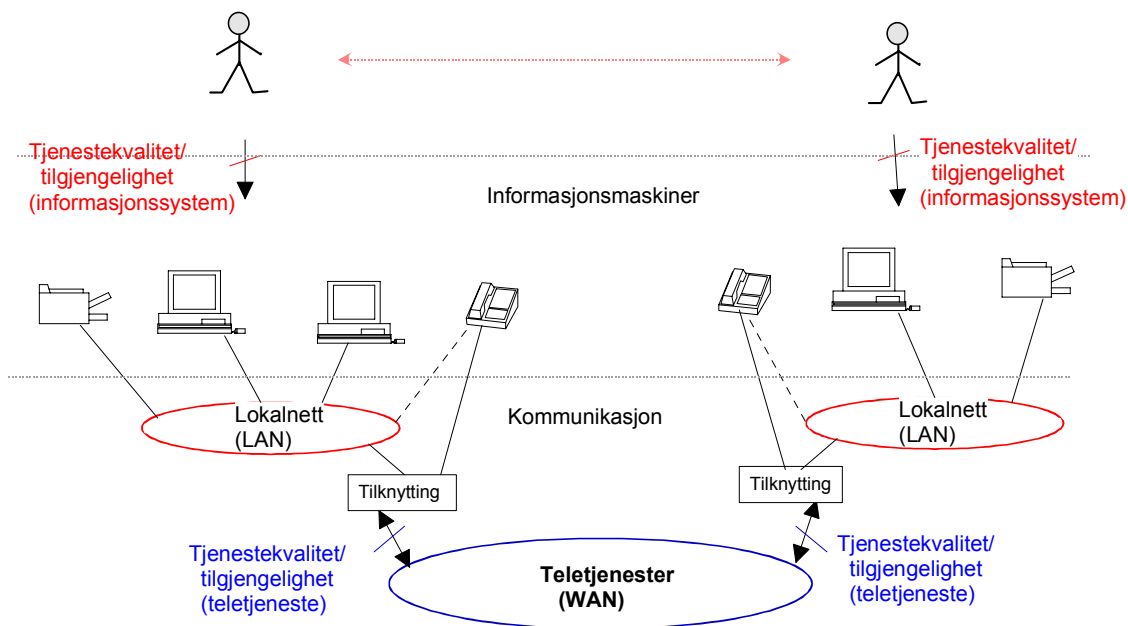 Tjenestekvalitet/
tilgjengelighet
(informasjonssystem)
Tjenestekvalitet/
tilgjengelighet
(informasjonssystem)
Informasjonsmaskiner
Lokalnett
(LAN)
Kommunikasjon
Lokalnett
(LAN)
Tilknytting
Tilknytting
Tjenestekvalitet/
tilgjengelighet
(teletjeneste)
Teletjenester
(WAN)
Tjenestekvalitet/
tilgjengelighet
(teletjeneste)